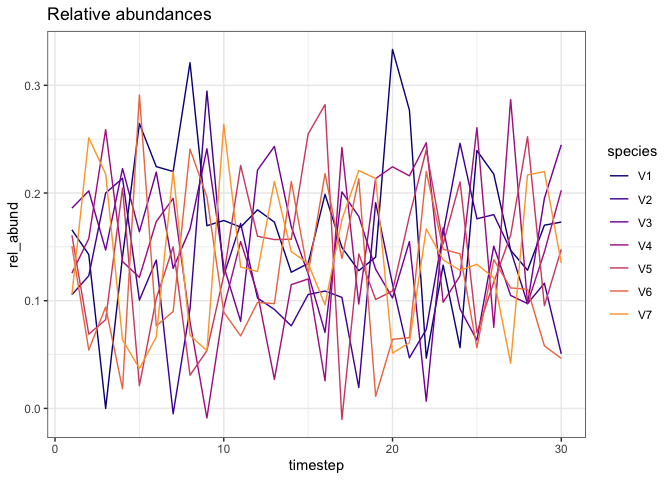 Relative abundances
rel_abund
0.3
0.2
0.1
0.0
0
10
20
30
timestep
species
V1
V2
V3
V4
V5
V6
V7